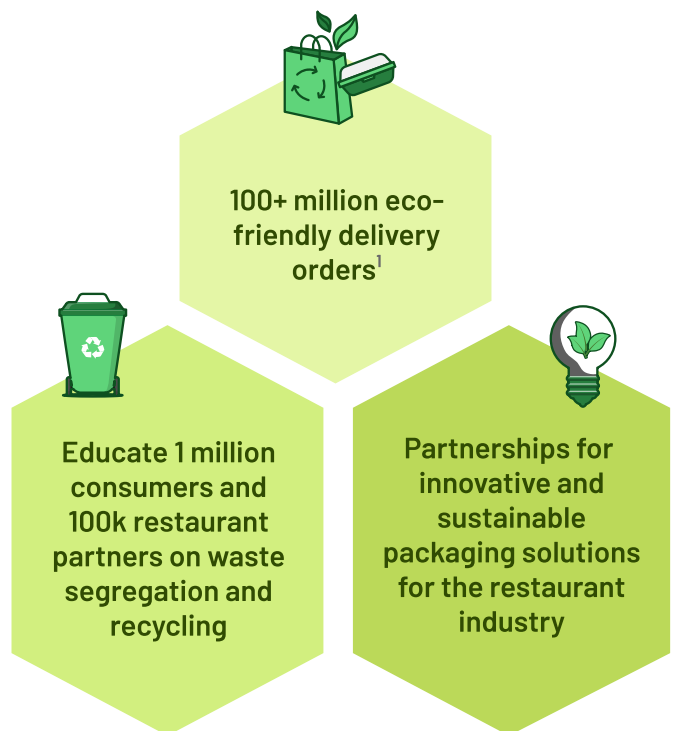 100+ million eco-
friendly delivery
orders¹
Educate 1 million
consumers and
100k restaurant
partners on waste
segregation and
recycling
Partnerships for
innovative and
sustainable
packaging solutions
for the restaurant
industry